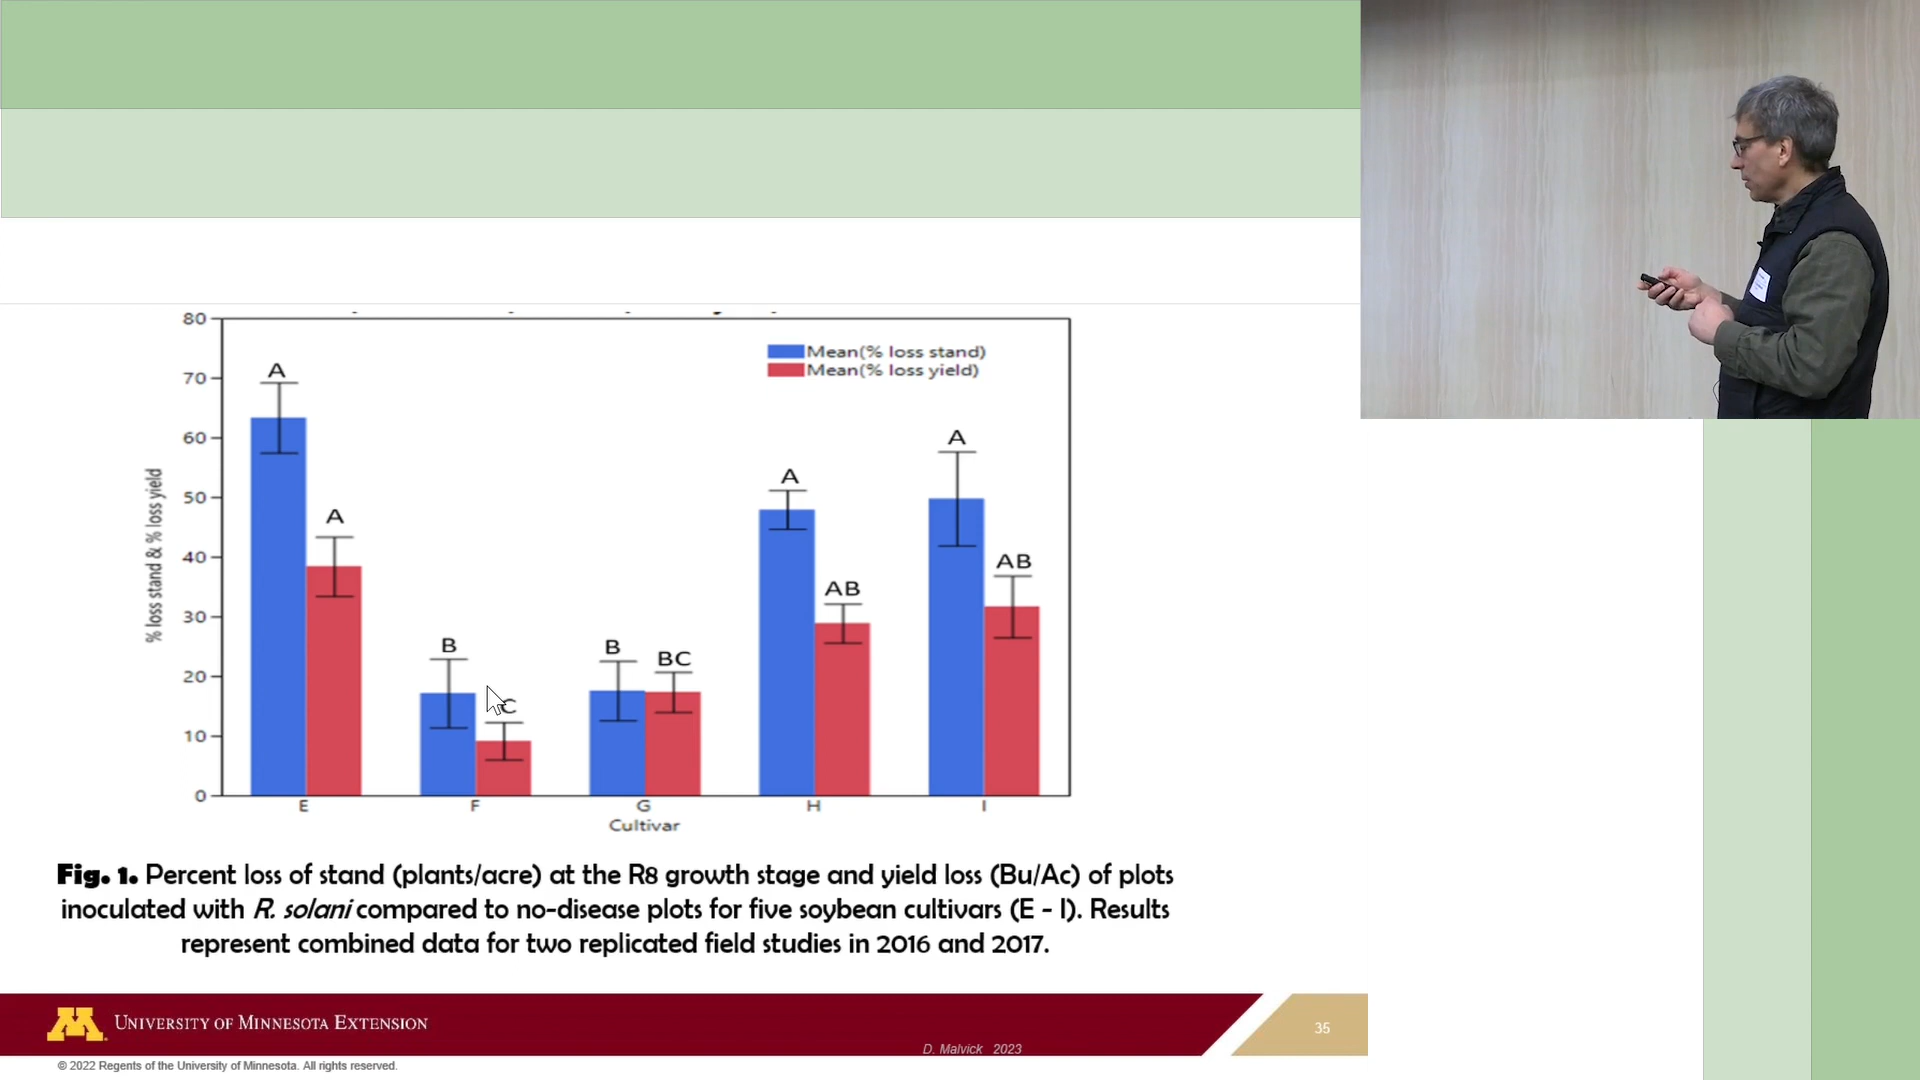 80
70
60
50
40
30
20
10
0
% loss stand & % loss yield
Mean(% loss stand)
Mean(% loss yield)
A
A
B
C
B
BC
A
AB
A
AB
E F G H I
Cultivar
Fig. 1. Percent loss of stand (plants/acre) at the R8 growth stage and yield loss (Bu/Ac) of plots
inoculated with R. solani compared to no-disease plots for five soybean cultivars (E - I). Results
represent combined data for two replicated field studies in 2016 and 2017.
UNIVERSITY OF MINNESOTA EXTENSION
35
D. Malvick 2023
© 2022 Regents of the University of Minnesota. All rights reserved.